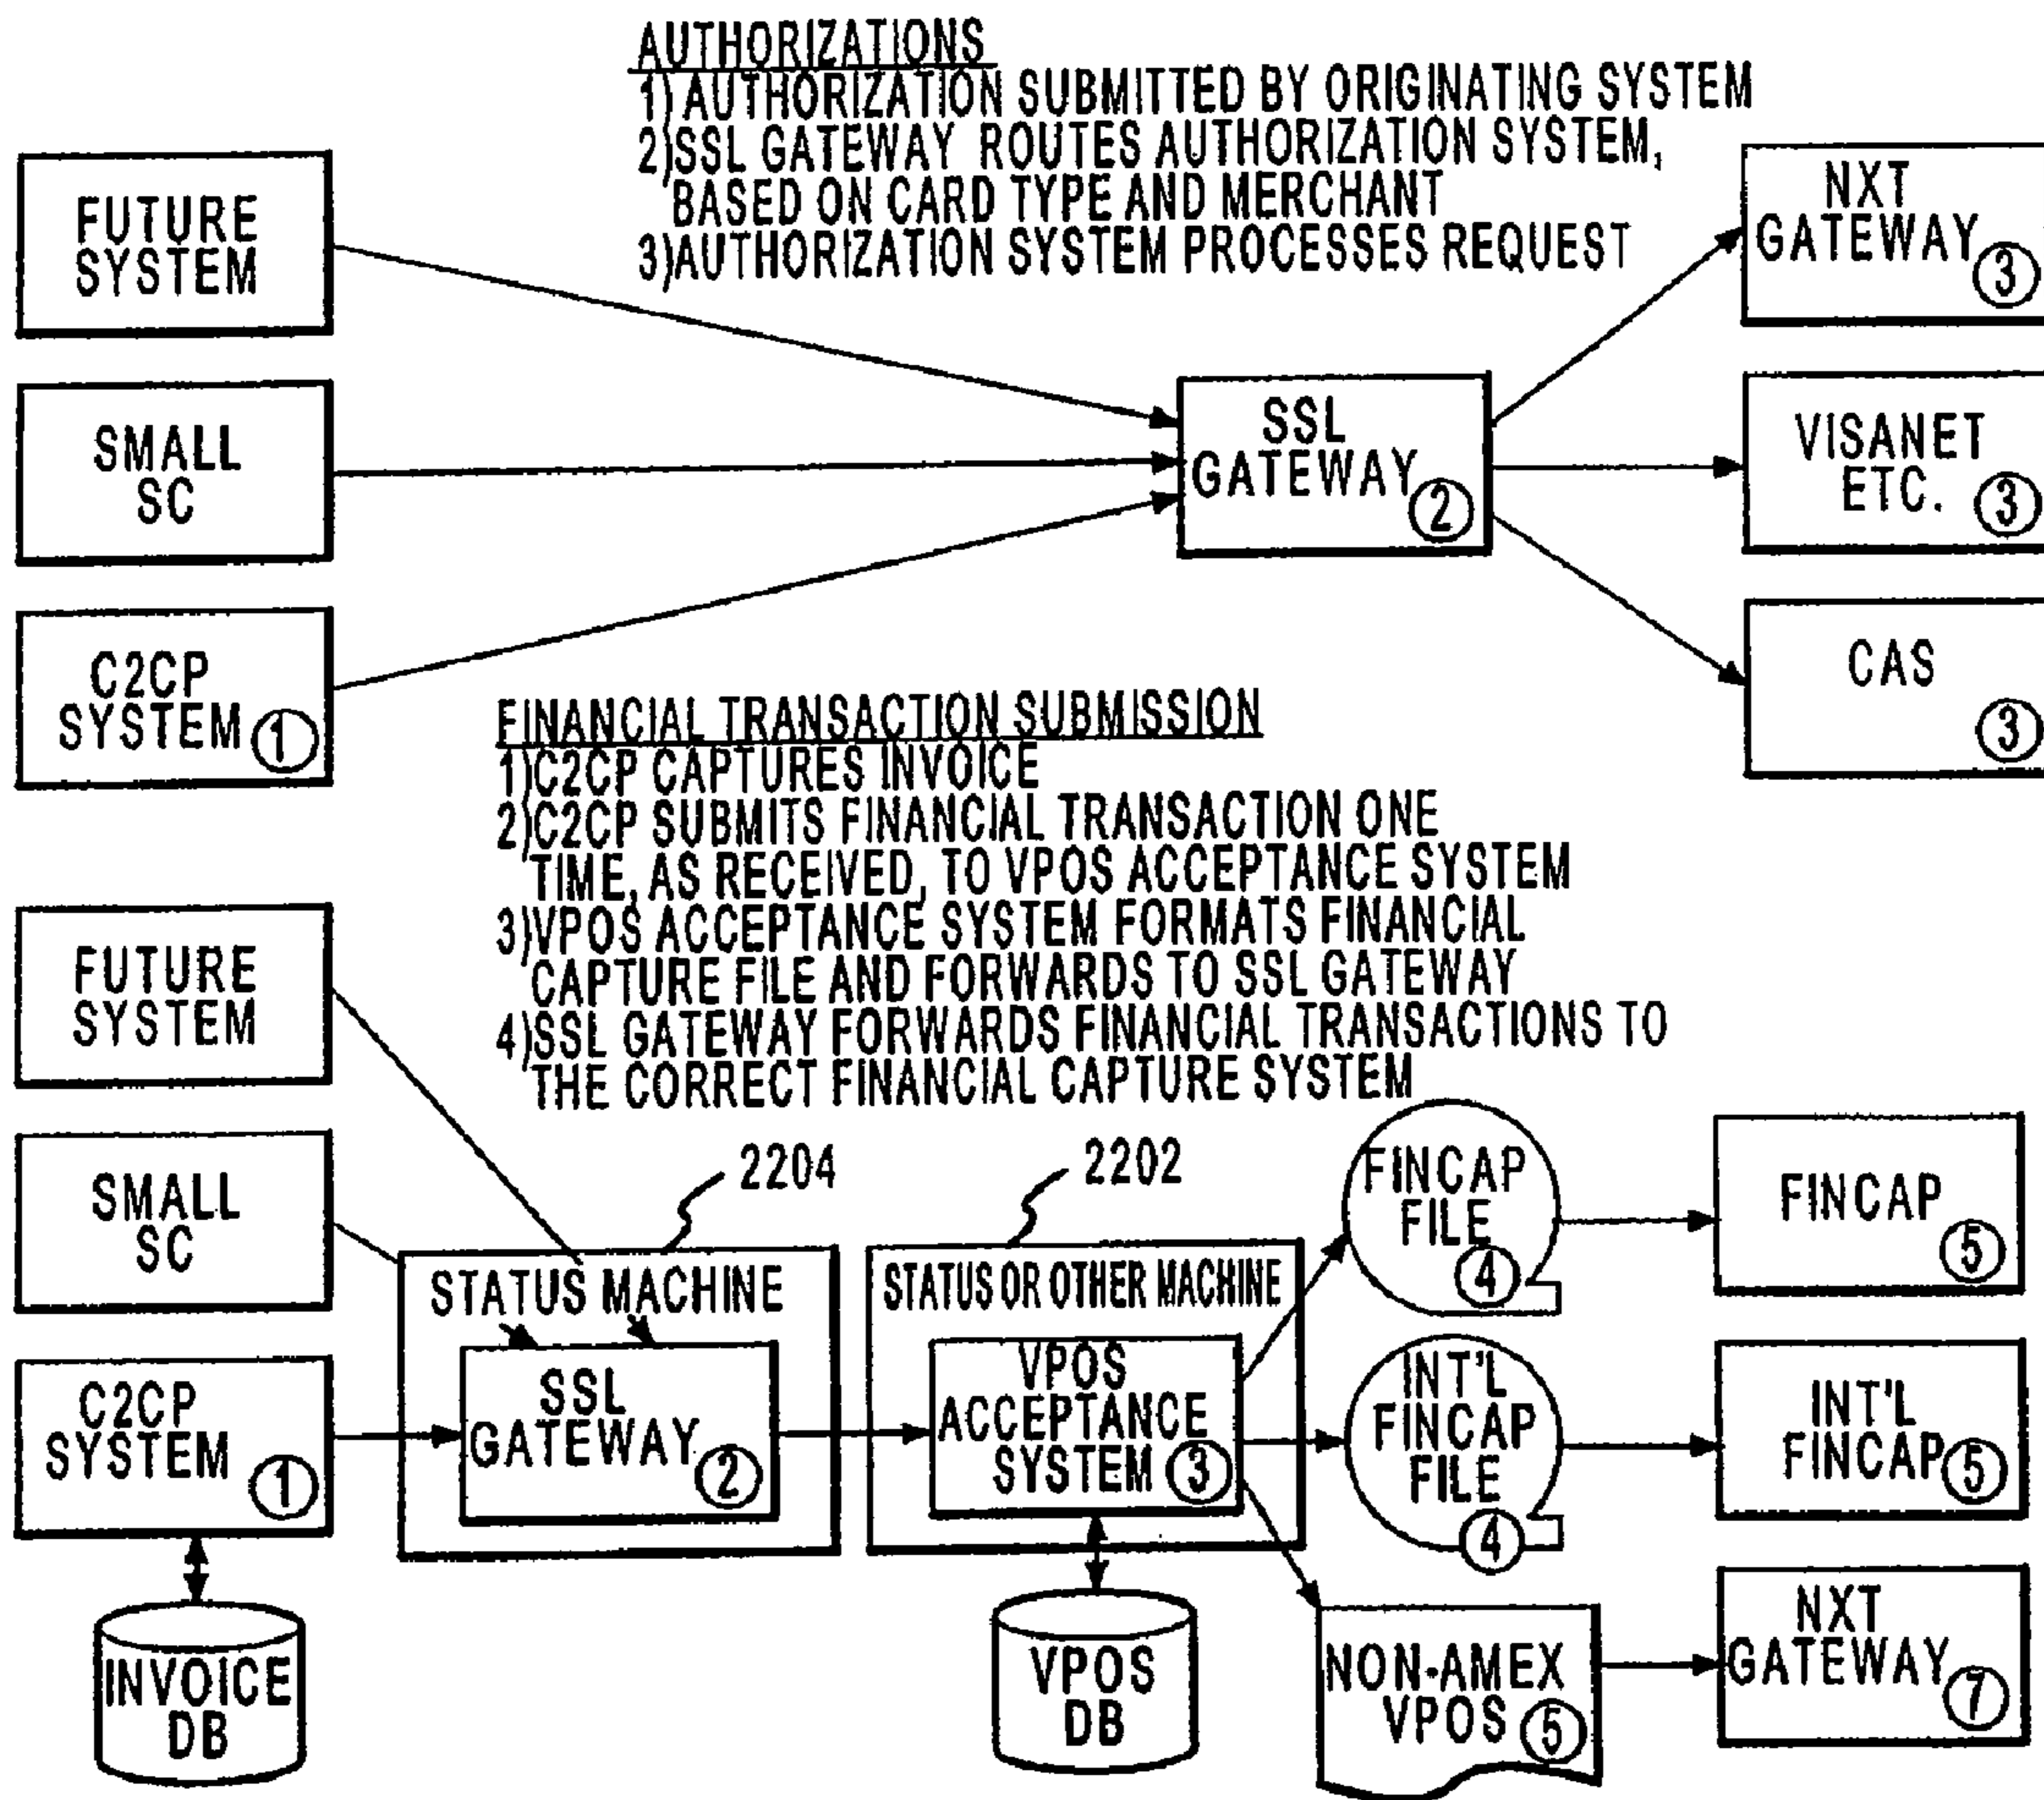 AUTHORIZATIONS
1) AUTHORIZATION SUBMITTED BY ORIGINATING SYSTEM
2) SSL GATEWAY ROUTES AUTHORIZATION SYSTEM,
BASED ON CARD TYPE AND MERCHANT
3) AUTHORIZATION SYSTEM PROCESSES REQUEST
FUTURE
SYSTEM
SMALL
SC
C2CP
SYSTEM 1
SSL
GATEWAY 2
NXT
GATEWAY 3
VISANET
ETC. 3
CAS
3
FINANCIAL TRANSACTION SUBMISSION
1) C2CP CAPTURES INVOICE
2) C2CP SUBMITS FINANCIAL TRANSACTION ONE
TIME, AS RECEIVED, TO VPOS ACCEPTANCE SYSTEM
3) VPOS ACCEPTANCE SYSTEM FORMATS FINANCIAL
CAPTURE FILE AND FORWARDS TO SSL GATEWAY
4) SSL GATEWAY FORWARDS FINANCIAL TRANSACTIONS TO
THE CORRECT FINANCIAL CAPTURE SYSTEM
FUTURE
SYSTEM
SMALL
SC
C2CP
SYSTEM 1
INVOICE
DB
2204
STATUS MACHINE
SSL
GATEWAY 2
2202
STATUS OR OTHER MACHINE
VPOS
ACCEPTANCE
SYSTEM 3
VPOS
DB
FINCAP
FILE
4
FINCAP
5
INT'L
FINCAP
FILE
4
INT'L
FINCAP 5
NON-AMEX
VPOS 5
NXT
GATEWAY 7